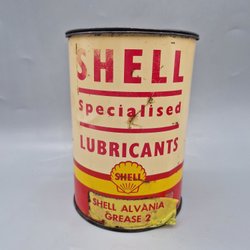 SHELL
specialised
LUBRICANTS
SHELL
SHELL ALVANIA
GREASE 2